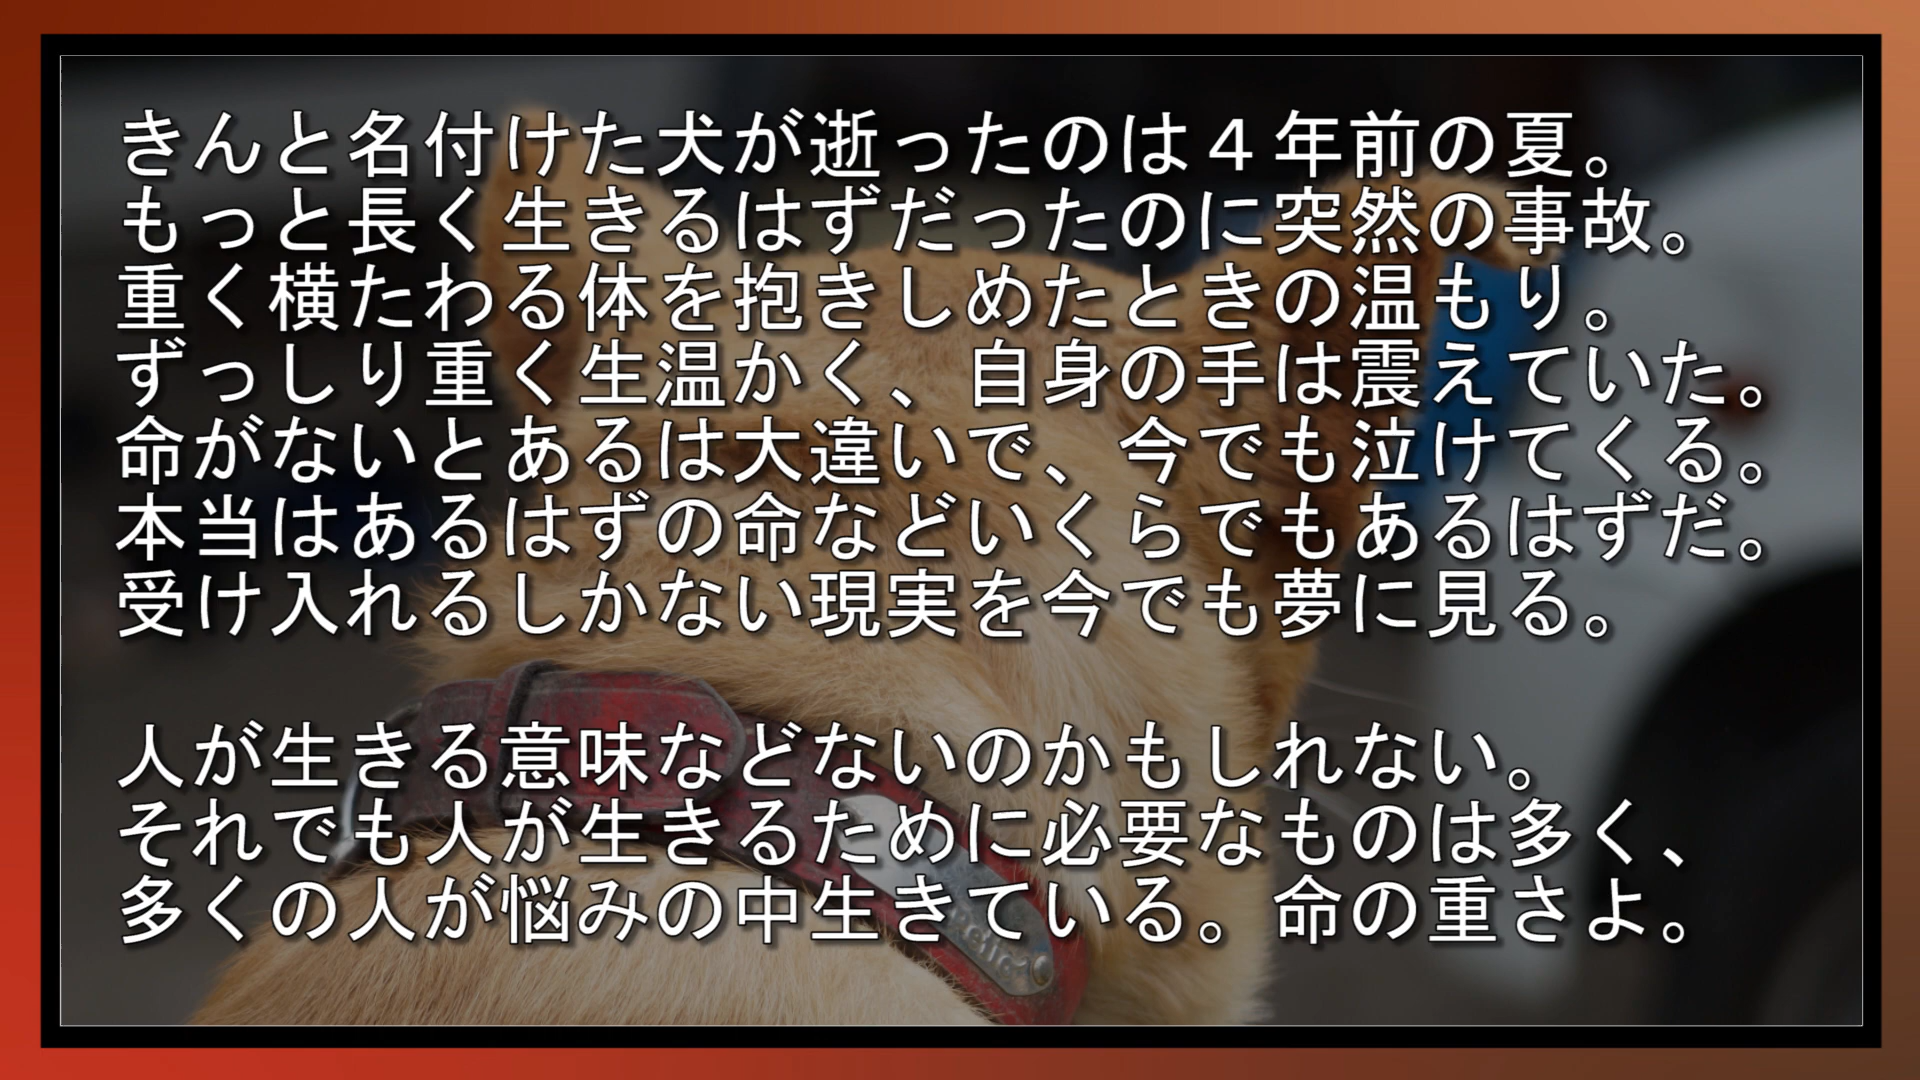 きんと名付けた犬が逝ったのは４年前の夏。
もっと長く生きるはずだったのに突然の事故。
重く横たわる体を抱きしめたときの温もり。
ずっしり重く生温かく、自身の手は震えていた。
命がないとあるは大違いで、今でも泣けてくる。
本当はあるはずの命などいくらでもあるはずだ。
受け入れるしかない現実を今でも夢に見る。
人が生きる意味などないのかもしれない。
それでも人が生きるために必要なものは多く、
多くの人が悩みの中生きている。命の重さよ。